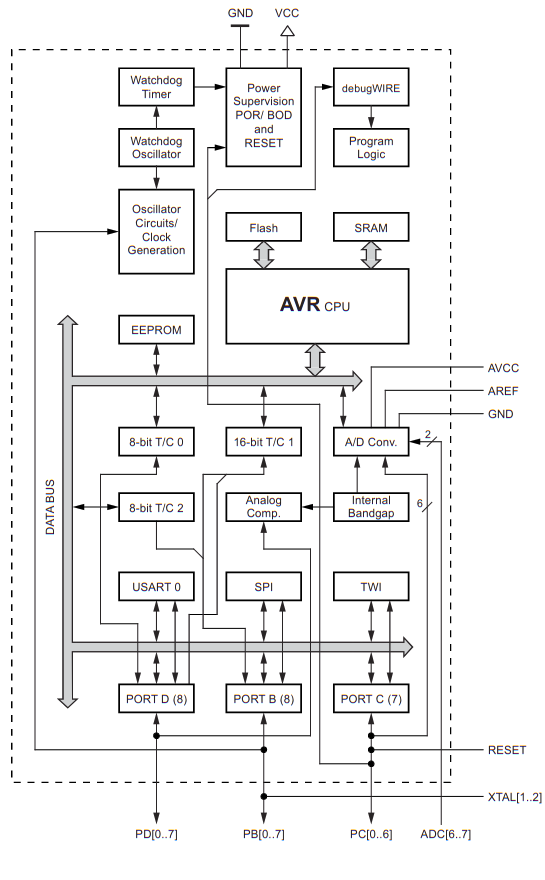 GND
VCC
Watchdog
Timer
Power
Supervision
POR/ BOD
and
RESET
debugWIRE
Watchdog
Oscillator
Program
Logic
Oscillator
Circuits/
Clock
Generation
Flash
SRAM
AVR CPU
EEPROM
AVCC
AREF
GND
8-bit T/C 0
16-bit T/C 1
A/D Conv.
2
DATA BUS
8-bit T/C 2
Analog
Comp.
Internal
Bandgap
6
USART 0
SPI
TWI
PORT D (8)
PORT B (8)
PORT C (7)
RESET
XTAL[1..2]
PD[0..7]
PB[0..7]
PC[0..6]
ADC[6..7]